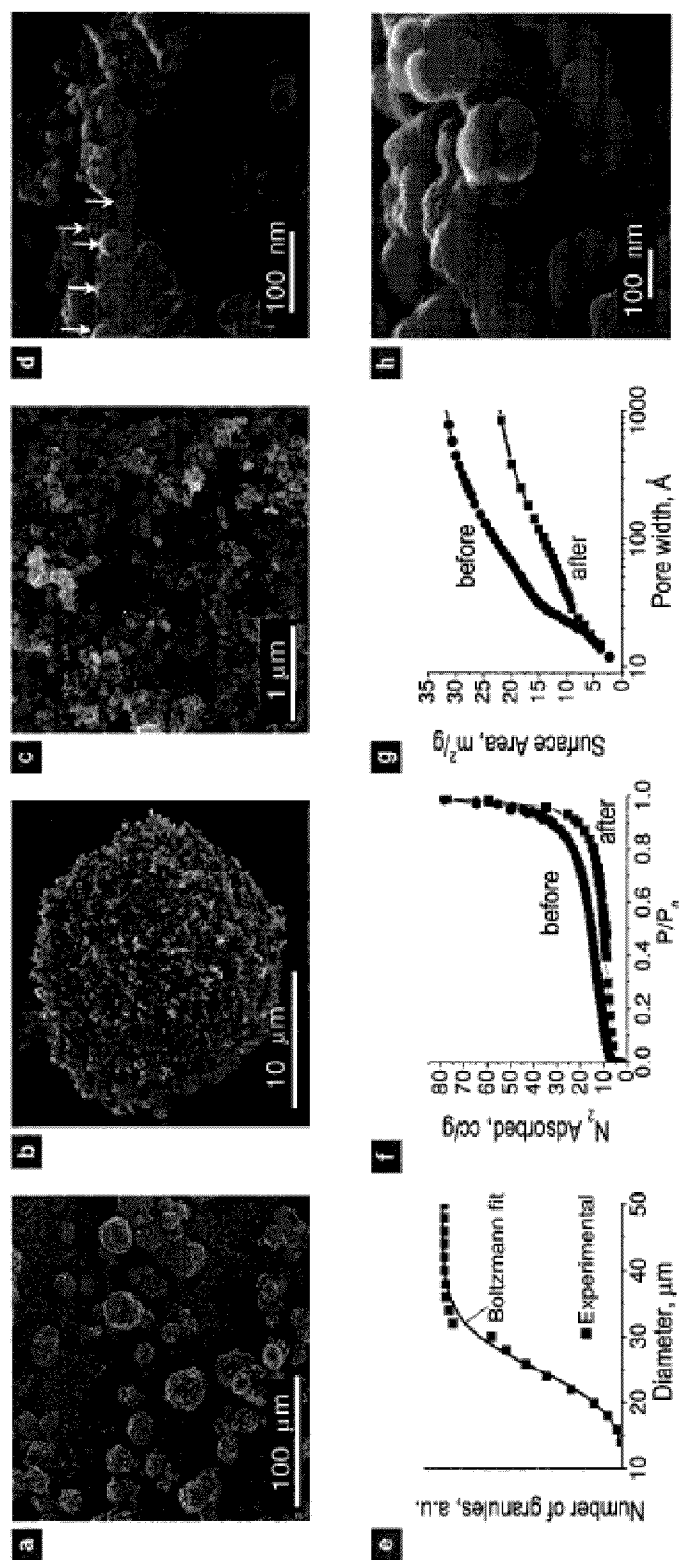 a
100 μm
b
10 μm
c
1 μm
d
100 nm
e
Number of granules, a.u.
Boltzmann fit
Experimental
10 20 30 40 50
Diameter, μm
f
N2 Adsorbed, cc/g
80
70
60
50
40
30
20
10
0
before
after
0.0 0.2 0.4 0.6 0.8 1.0
P/P0
g
Surface Area, m²/g
35
30
25
20
15
10
5
0
before
after
10 100 1000
Pore width, Å
h
100 nm